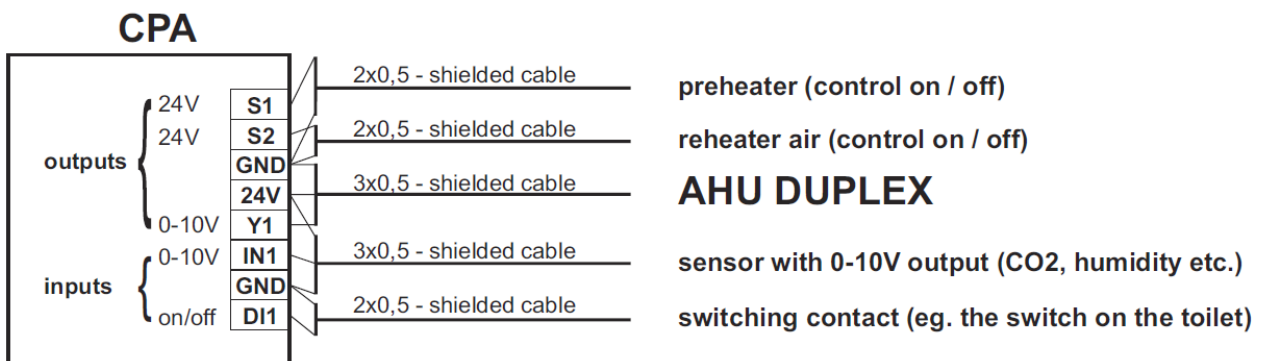 CPA
24V S1 2x0,5 - shielded cable preheater (control on / off)
24V S2 2x0,5 - shielded cable reheater air (control on / off)
outputs GND
24V 3x0,5 - shielded cable AHU DUPLEX
0-10V Y1
0-10V IN1 3x0,5 - shielded cable sensor with 0-10V output (CO2, humidity etc.)
inputs GND
on/off DI1 2x0,5 - shielded cable switching contact (eg. the switch on the toilet)